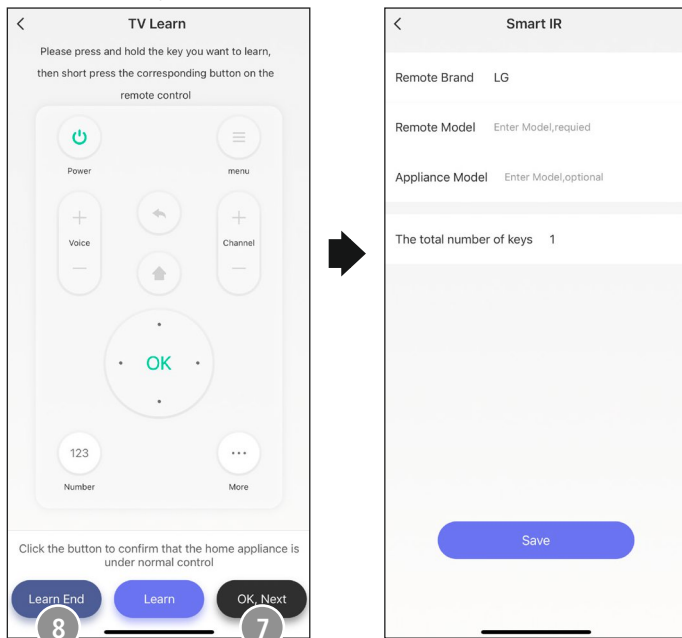 TV Learn
Please press and hold the key you want to learn,
then short press the corresponding button on the
remote control
Power
menu
+
+
Voice
Channel
—
—
OK
123
...
Number
More
Click the button to confirm that the home appliance is
under normal control
Learn End
Learn
OK, Next
8
7
Smart IR
Remote Brand LG
Remote Model Enter Model,requied
Appliance Model Enter Model,optional
The total number of keys 1
Save